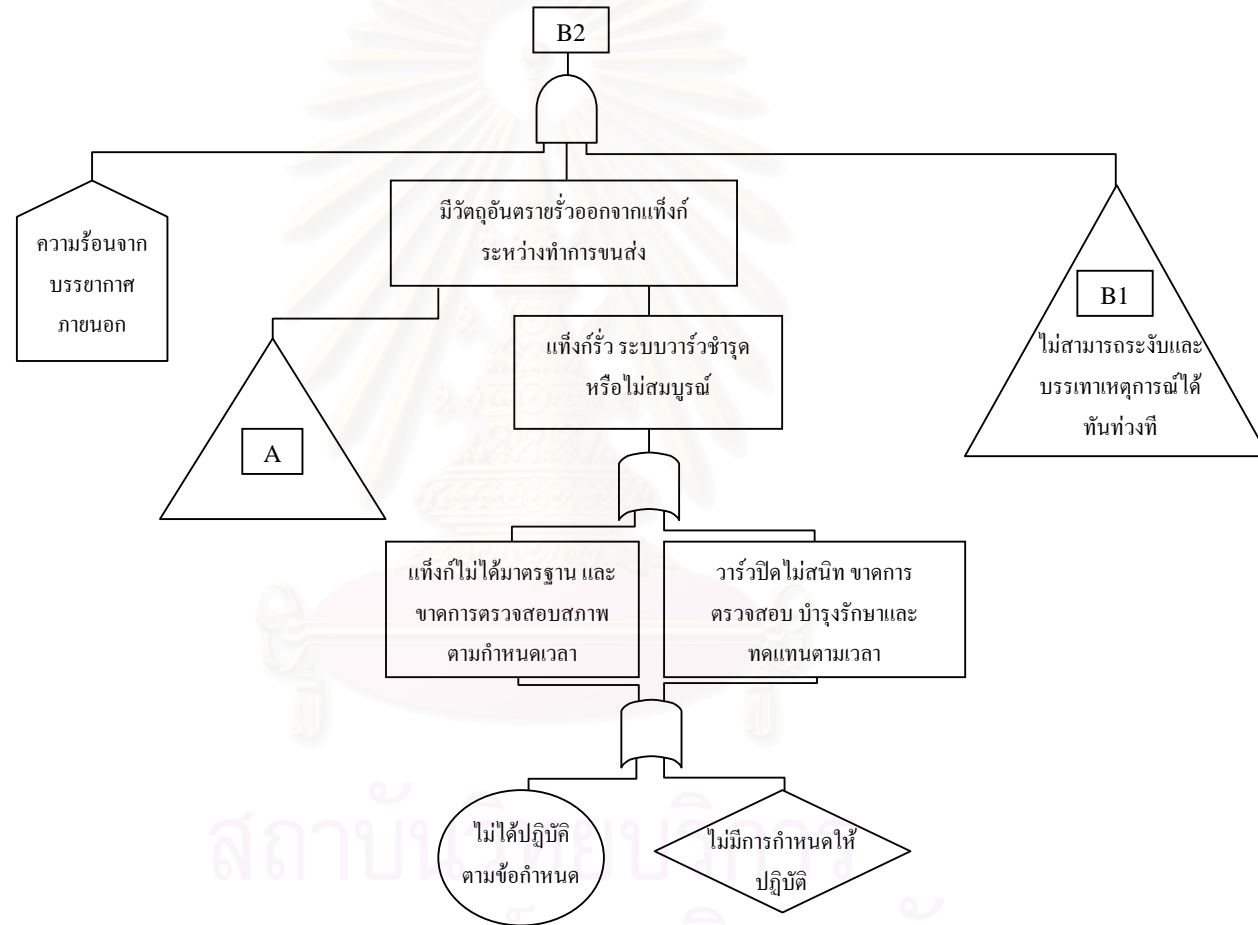 B2
มีวัตถุอันตรายรั่วออกจากแท็งก์
ระหว่างทำการขนส่ง
ความร้อนจาก
บรรยากาศ
ภายนอก
B1
ไม่สามารถระงับและ
บรรเทาเหตุการณ์ได้
ทันท่วงที
แท็งก์รั่ว ระบบวาร์วชำรุด
หรือไม่สมบูรณ์
A
แท็งก์ไม่ได้มาตรฐาน และ
ขาดการตรวจสอบสภาพ
ตามกำหนดเวลา
วาร์วปิดไม่สนิท ขาดการ
ตรวจสอบ บำรุงรักษาและ
ทดแทนตามเวลา
ไม่ได้ปฏิบัติ
ตามข้อกำหนด
ไม่มีการกำหนดให้
ปฏิบัติ
สถาบันวิทยบริการ